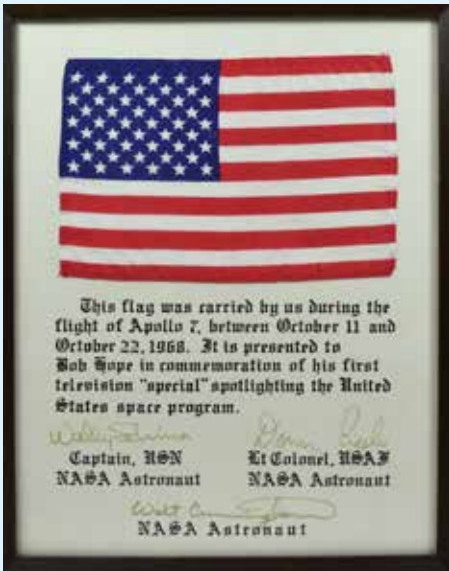 This flag was carried by us during the
flight of Apollo 7, between October 11 and
October 22, 1968. It is presented to
Bob Hope in commemoration of his first
television "special" spotlighting the United
States space program.
Captain, USN
NASA Astronaut
Lt Colonel, USAF
NASA Astronaut
Walt Cunningham
NASA Astronaut